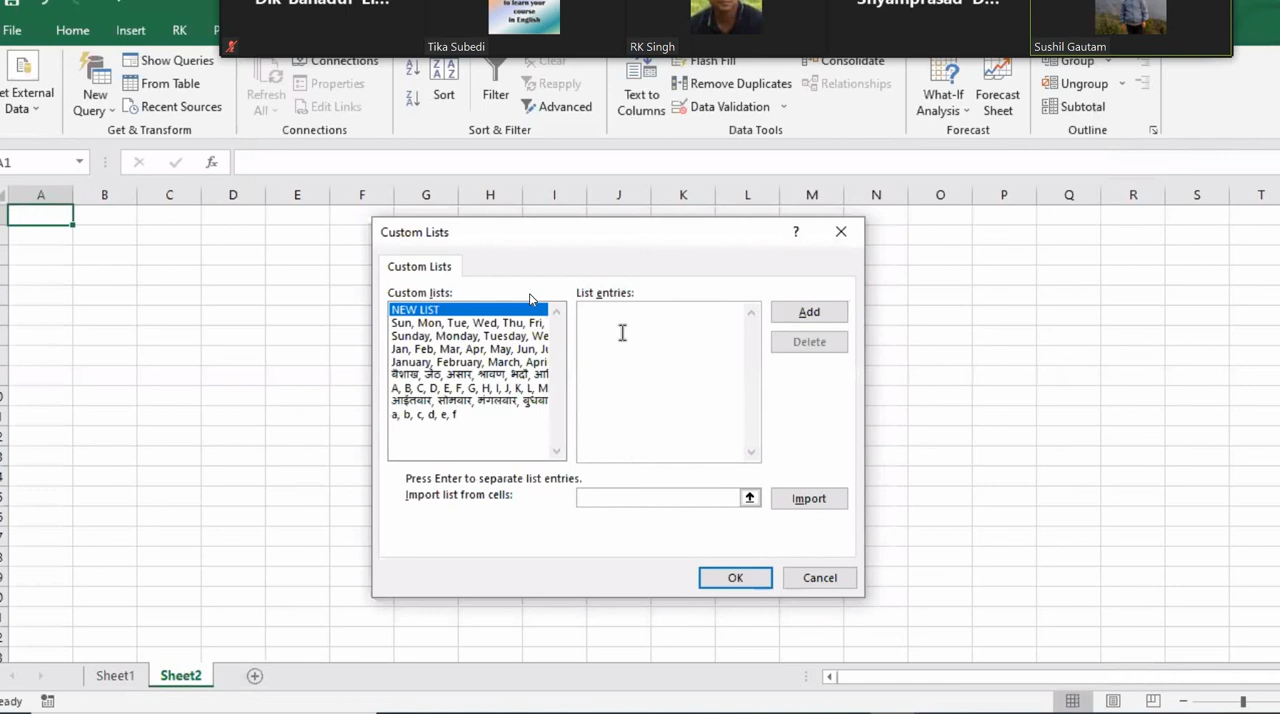 Tika Subedi
RK Singh
Sushil Gautam
File
Home
Insert
RK
Show Queries
From Table
Recent Sources
New
Query
Data
Get & Transform
Connections
Properties
Edit Links
Refresh
All
Connections
Sort
Filter
Clear
Reapply
Advanced
Sort & Filter
Text to
Columns
Flash Fill
Remove Duplicates
Data Validation
Consolidate
Relationships
Data Tools
What-If
Analysis
Forecast
Sheet
Forecast
Group
Ungroup
Subtotal
Outline
fx
A B C D E F G H I J K L M N O P Q R S T
Custom Lists
?
Custom Lists
Custom lists:
NEW LIST
Sun, Mon, Tue, Wed, Thu, Fri,
Sunday, Monday, Tuesday, We
Jan, Feb, Mar, Apr, May, Jun, Ju
January, February, March, Apri
बैशाख, जेठ, असार, श्रावण, भदौ,
A, B, C, D, E, F, G, H, I, J, K, L, M
आईतबार, सोमबार, मंगलबार, बुधबा
a, b, c, d, e, f
List entries:
Add
Delete
Press Enter to separate list entries.
Import list from cells:
Import
OK
Cancel
Sheet1
Sheet2